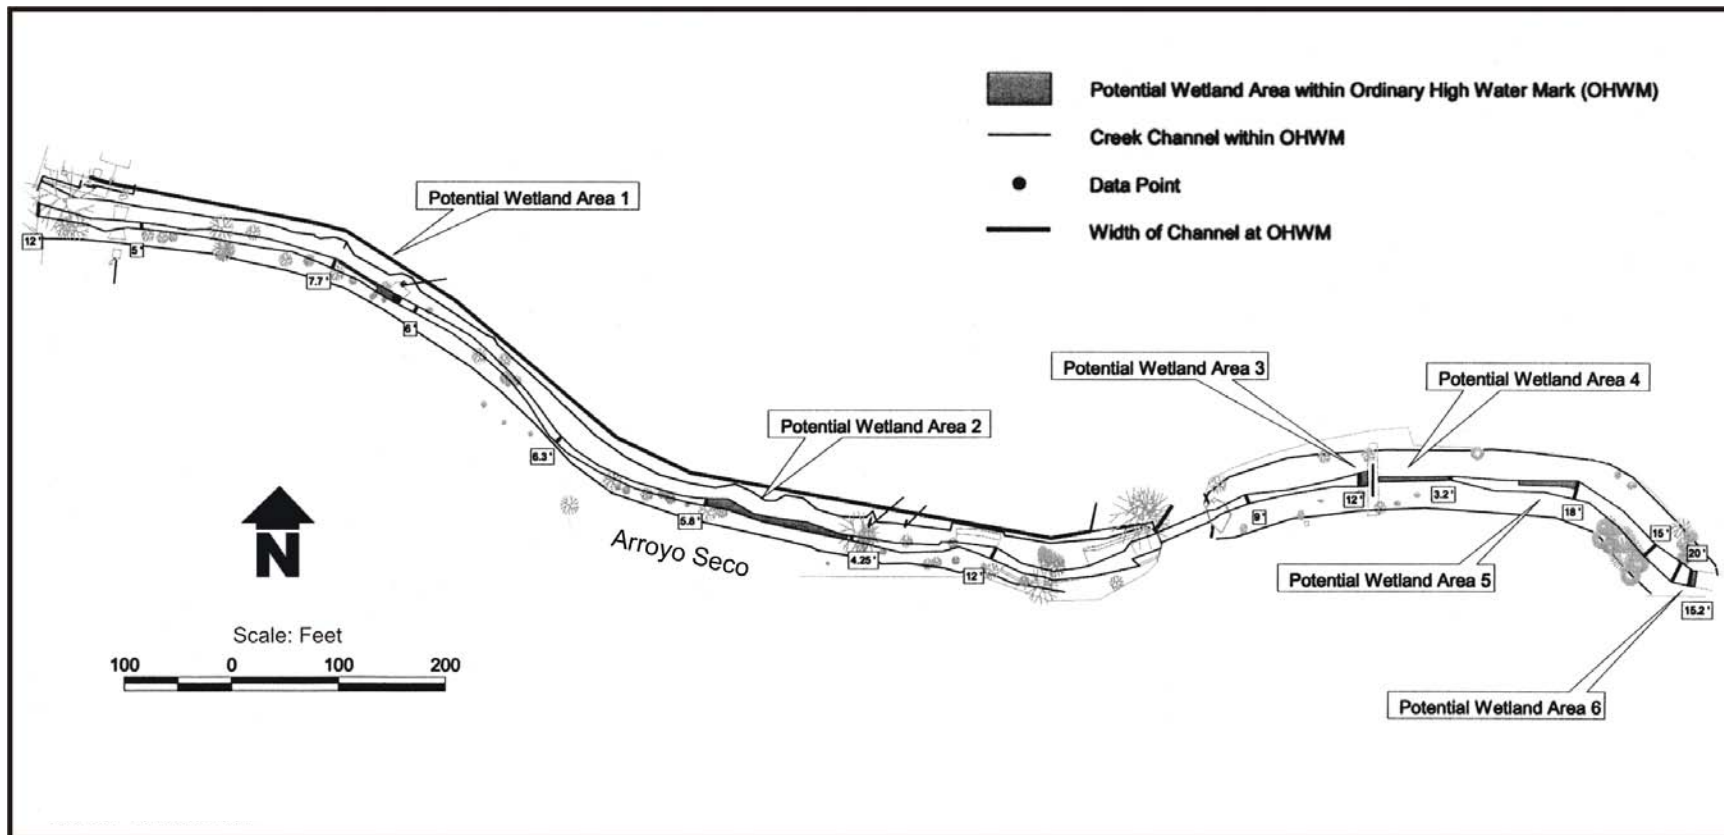 Potential Wetland Area within Ordinary High Water Mark (OHWM)
Creek Channel within OHWM
Data Point
Width of Channel at OHWM
Potential Wetland Area 1
12'
5'
7.7'
6'
6.3'
Potential Wetland Area 2
5.8'
4.25'
12'
Arroyo Seco
Potential Wetland Area 3
Potential Wetland Area 4
9'
12'
3.2'
18'
15'
20'
15.2'
Potential Wetland Area 5
Potential Wetland Area 6
N
Scale: Feet
100 0 100 200